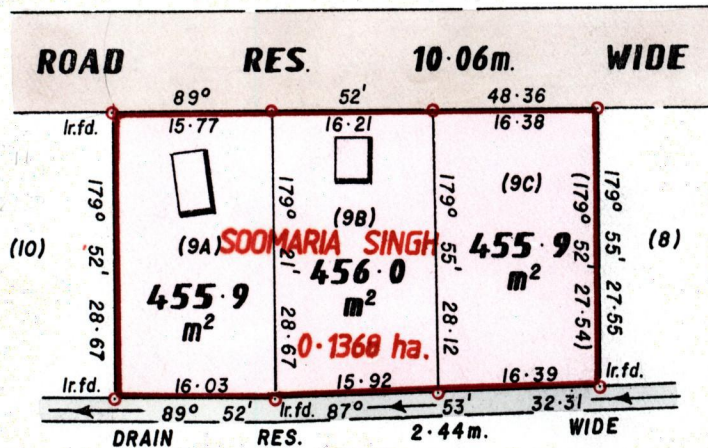 ROAD RES. 10·06m. WIDE
89° 52' 48·36
Ir.fd. 15·77 16·21 16·38
(9C)
(9B)
(10) (9A) SOOMARIA SINGH 455·9 m² (8)
179° 52' 28·67
179° 21' 28·67
179° 55' 28·12
(179° 52' 27·54)
179° 55' 27·55
455·9 m²
456·0 m²
0·1368 ha.
Ir.fd. 16·03 15·92 16·39 Ir.fd.
89° 52' Ir.fd. 87° 53' 32·31
DRAIN RES. 2·44m. WIDE